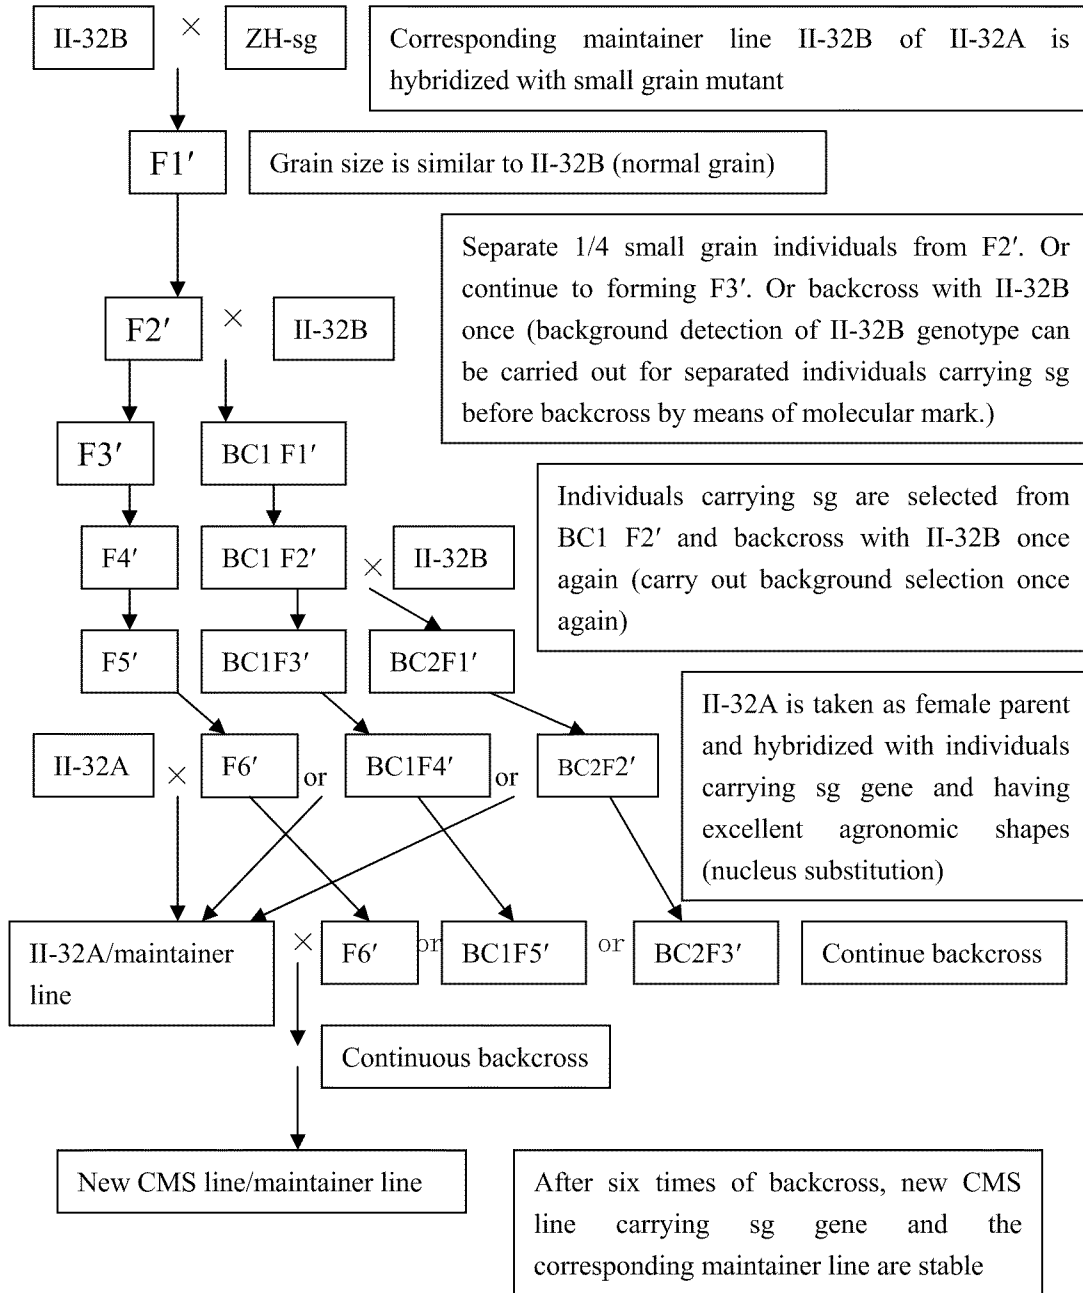 II-32B × ZH-sg
Corresponding maintainer line II-32B of II-32A is
hybridized with small grain mutant
F1′
Grain size is similar to II-32B (normal grain)
Separate 1/4 small grain individuals from F2′. Or
continue to forming F3′. Or backcross with II-32B
once (background detection of II-32B genotype can
be carried out for separated individuals carrying sg
before backcross by means of molecular mark.)
F2′ × II-32B
F3′ BC1 F1′
Individuals carrying sg are selected from
BC1 F2′ and backcross with II-32B once
again (carry out background selection once
again)
F4′ BC1 F2′ × II-32B
F5′ BC1F3′ BC2F1′
II-32A is taken as female parent
and hybridized with individuals
carrying sg gene and having
excellent agronomic shapes
(nucleus substitution)
II-32A × F6′ or BC1F4′ or BC2F2′
II-32A/maintainer
line
× F6′ or BC1F5′ or BC2F3′
Continue backcross
Continuous backcross
New CMS line/maintainer line
After six times of backcross, new CMS
line carrying sg gene and the
corresponding maintainer line are stable